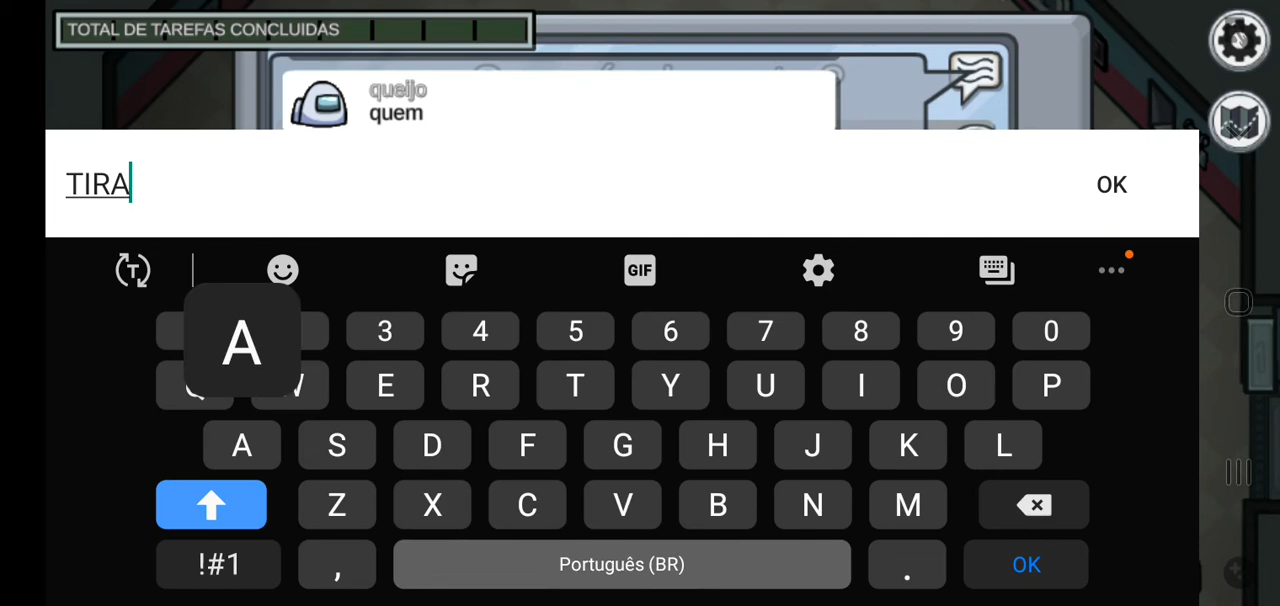 TOTAL DE TAREFAS CONCLUIDAS
queijo
quem
TIRA
OK
GIF
A
3 4 5 6 7 8 9 0
E R T Y U I O P
A S D F G H J K L
Z X C V B N M
!#1 , Português (BR) . OK